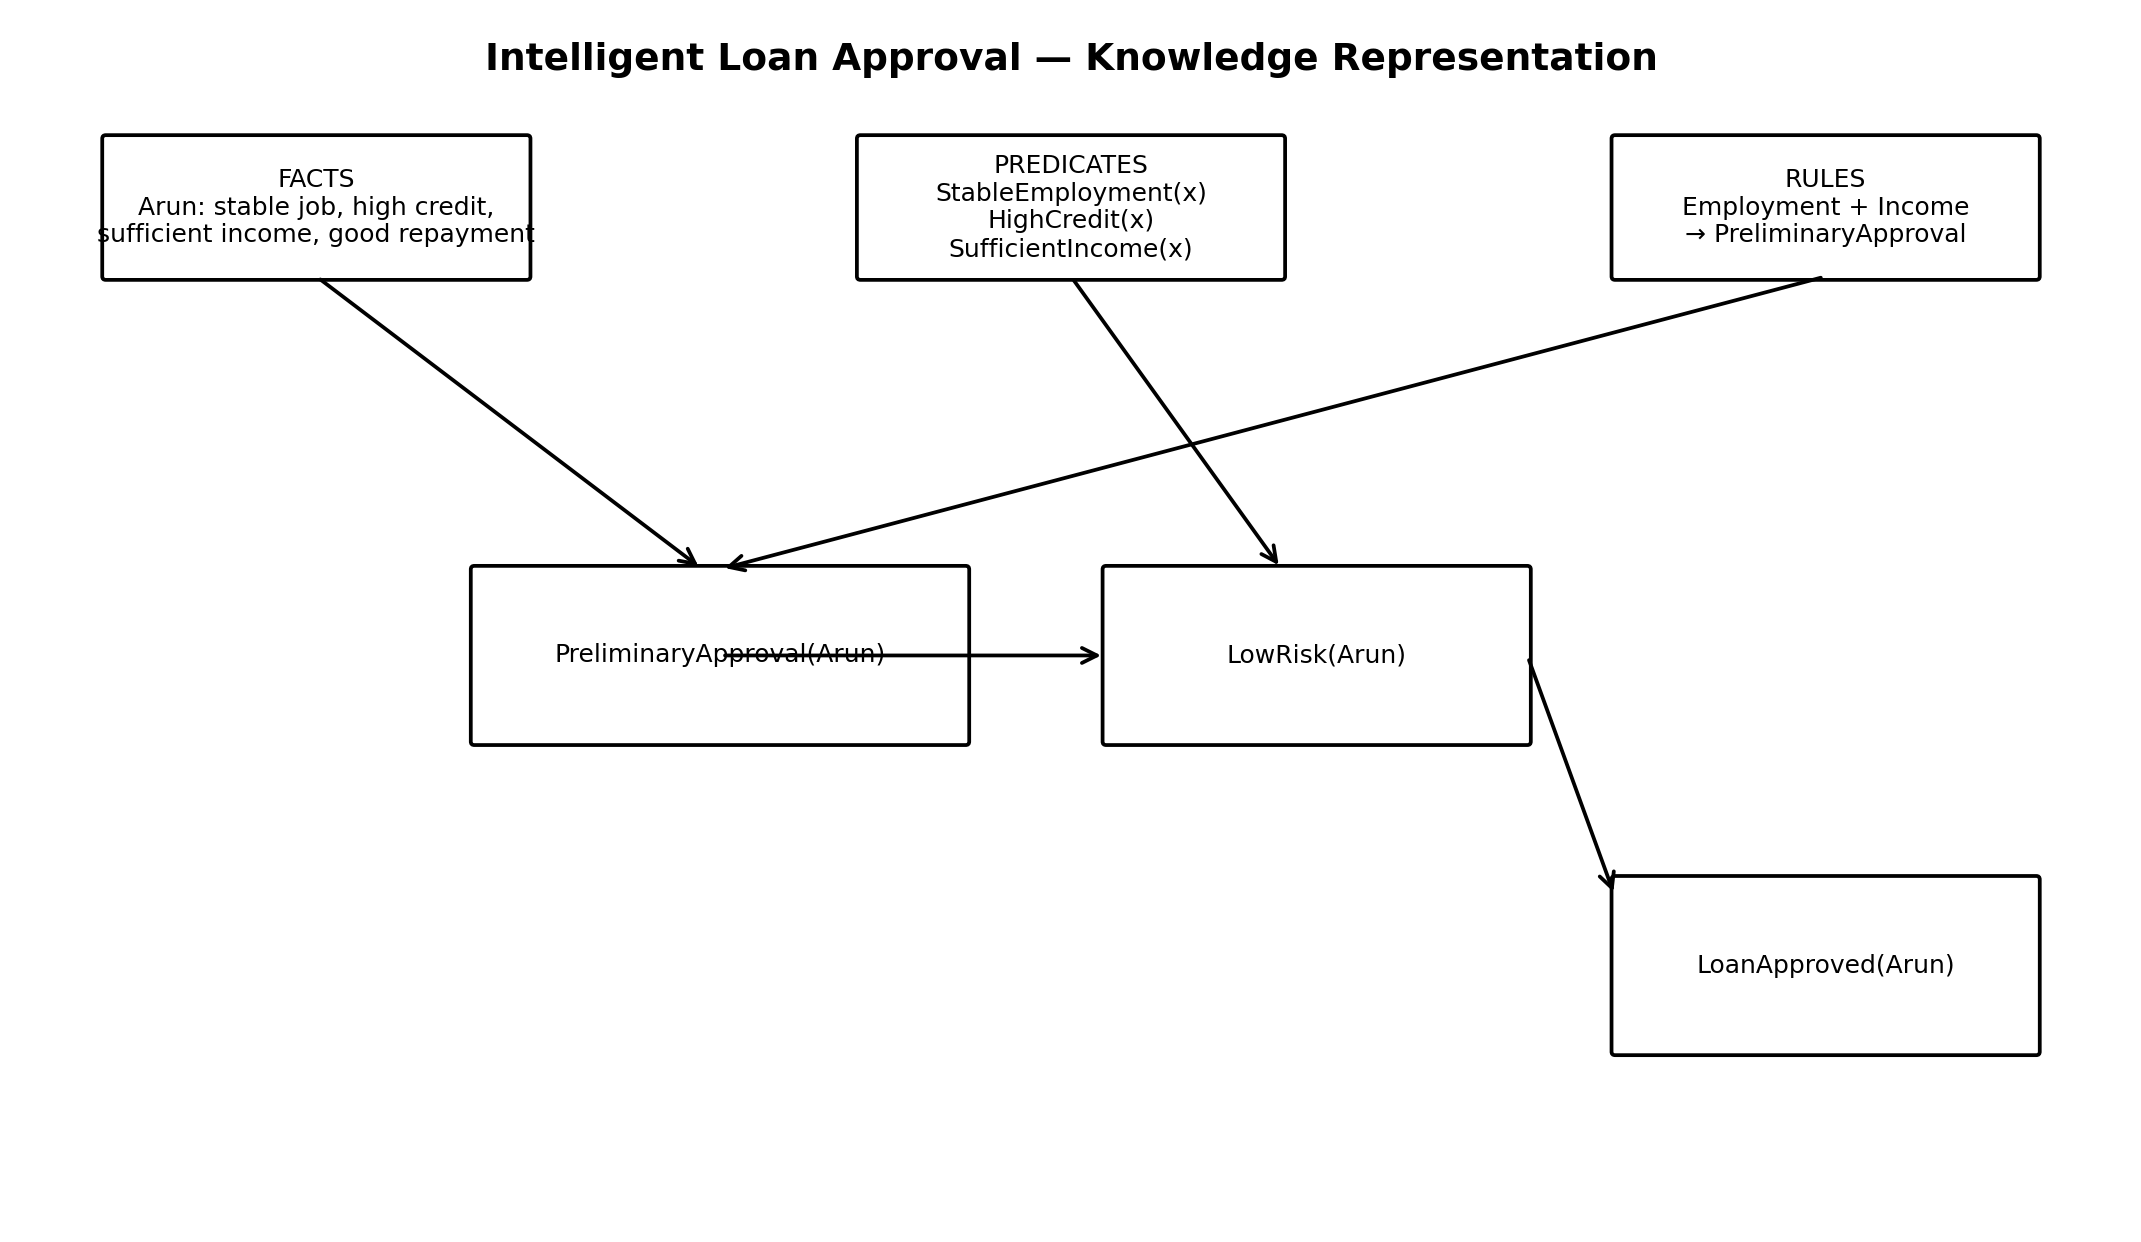 Intelligent Loan Approval — Knowledge Representation
FACTS
Arun: stable job, high credit,
sufficient income, good repayment
PREDICATES
StableEmployment(x)
HighCredit(x)
SufficientIncome(x)
RULES
Employment + Income
→ PreliminaryApproval
PreliminaryApproval(Arun)
LowRisk(Arun)
LoanApproved(Arun)